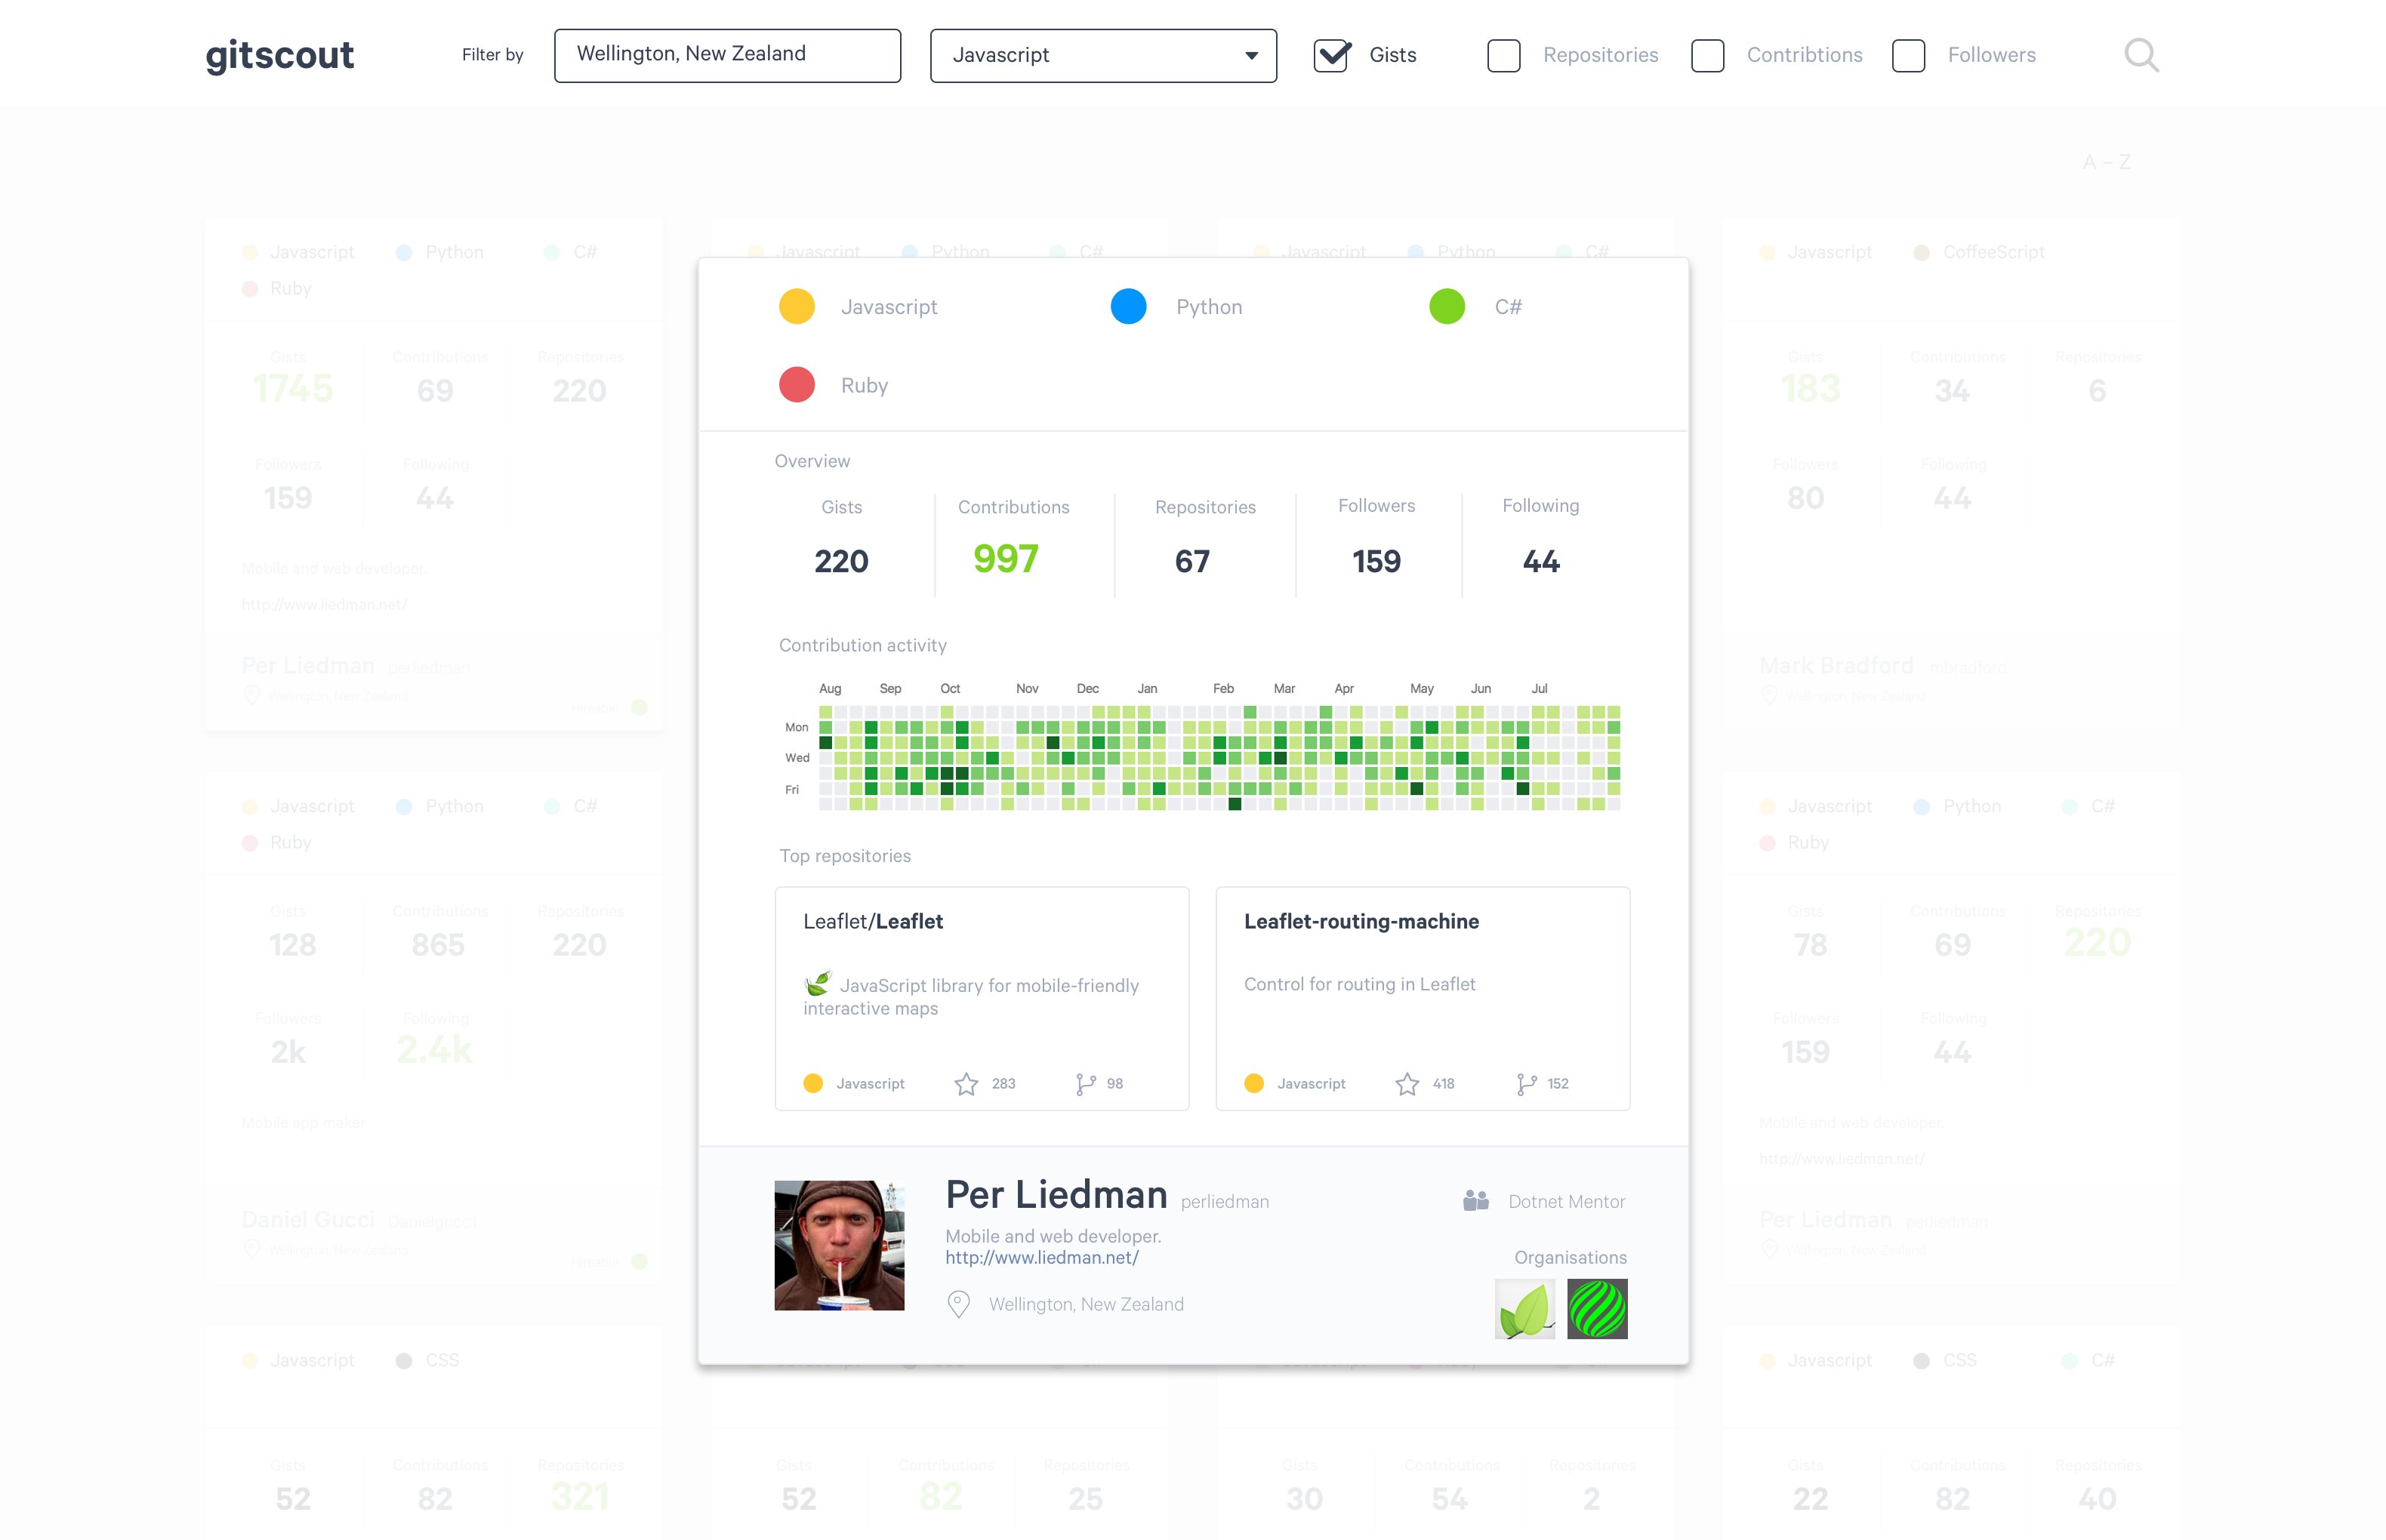 gitscout
Filter by
Wellington, New Zealand
Javascript
Gists
Repositories
Contribtions
Followers
A – Z
Javascript Python C#
Ruby
Gists Contributions Repositories
1745 69 220
Followers Following
159 44
Mobile and web developer.
http://www.liedman.net/
Per Liedman perliedman
Wellington, New Zealand
Javascript Python C#
Javascript Python C#
Javascript CoffeeScript
Gists Contributions Repositories
183 34 6
Followers Following
80 44
Mark Bradford mbradford
Wellington, New Zealand
Javascript Python C#
Ruby
Overview
Gists Contributions Repositories Followers Following
220 997 67 159 44
Contribution activity
Aug Sep Oct Nov Dec Jan Feb Mar Apr May Jun Jul
Mon
Wed
Fri
Top repositories
Leaflet/Leaflet
JavaScript library for mobile-friendly
interactive maps
Javascript 283 98
Leaflet-routing-machine
Control for routing in Leaflet
Javascript 418 152
Per Liedman perliedman
Mobile and web developer.
http://www.liedman.net/
Wellington, New Zealand
Dotnet Mentor
Organisations
Javascript Python C#
Ruby
Gists Contributions Repositories
128 865 220
Followers Following
2k 2.4k
Mobile app maker
Daniel Gucci Danielgucci
Wellington, New Zealand
Javascript Python C#
Ruby
Gists Contributions Repositories
78 69 220
Followers Following
159 44
Mobile and web developer.
http://www.liedman.net/
Per Liedman perliedman
Wellington, New Zealand
Javascript CSS
Gists Contributions Repositories
52 82 321
Gists Contributions Repositories
52 82 25
Gists Contributions Repositories
30 54 2
Javascript CSS C#
Gists Contributions Repositories
22 82 40